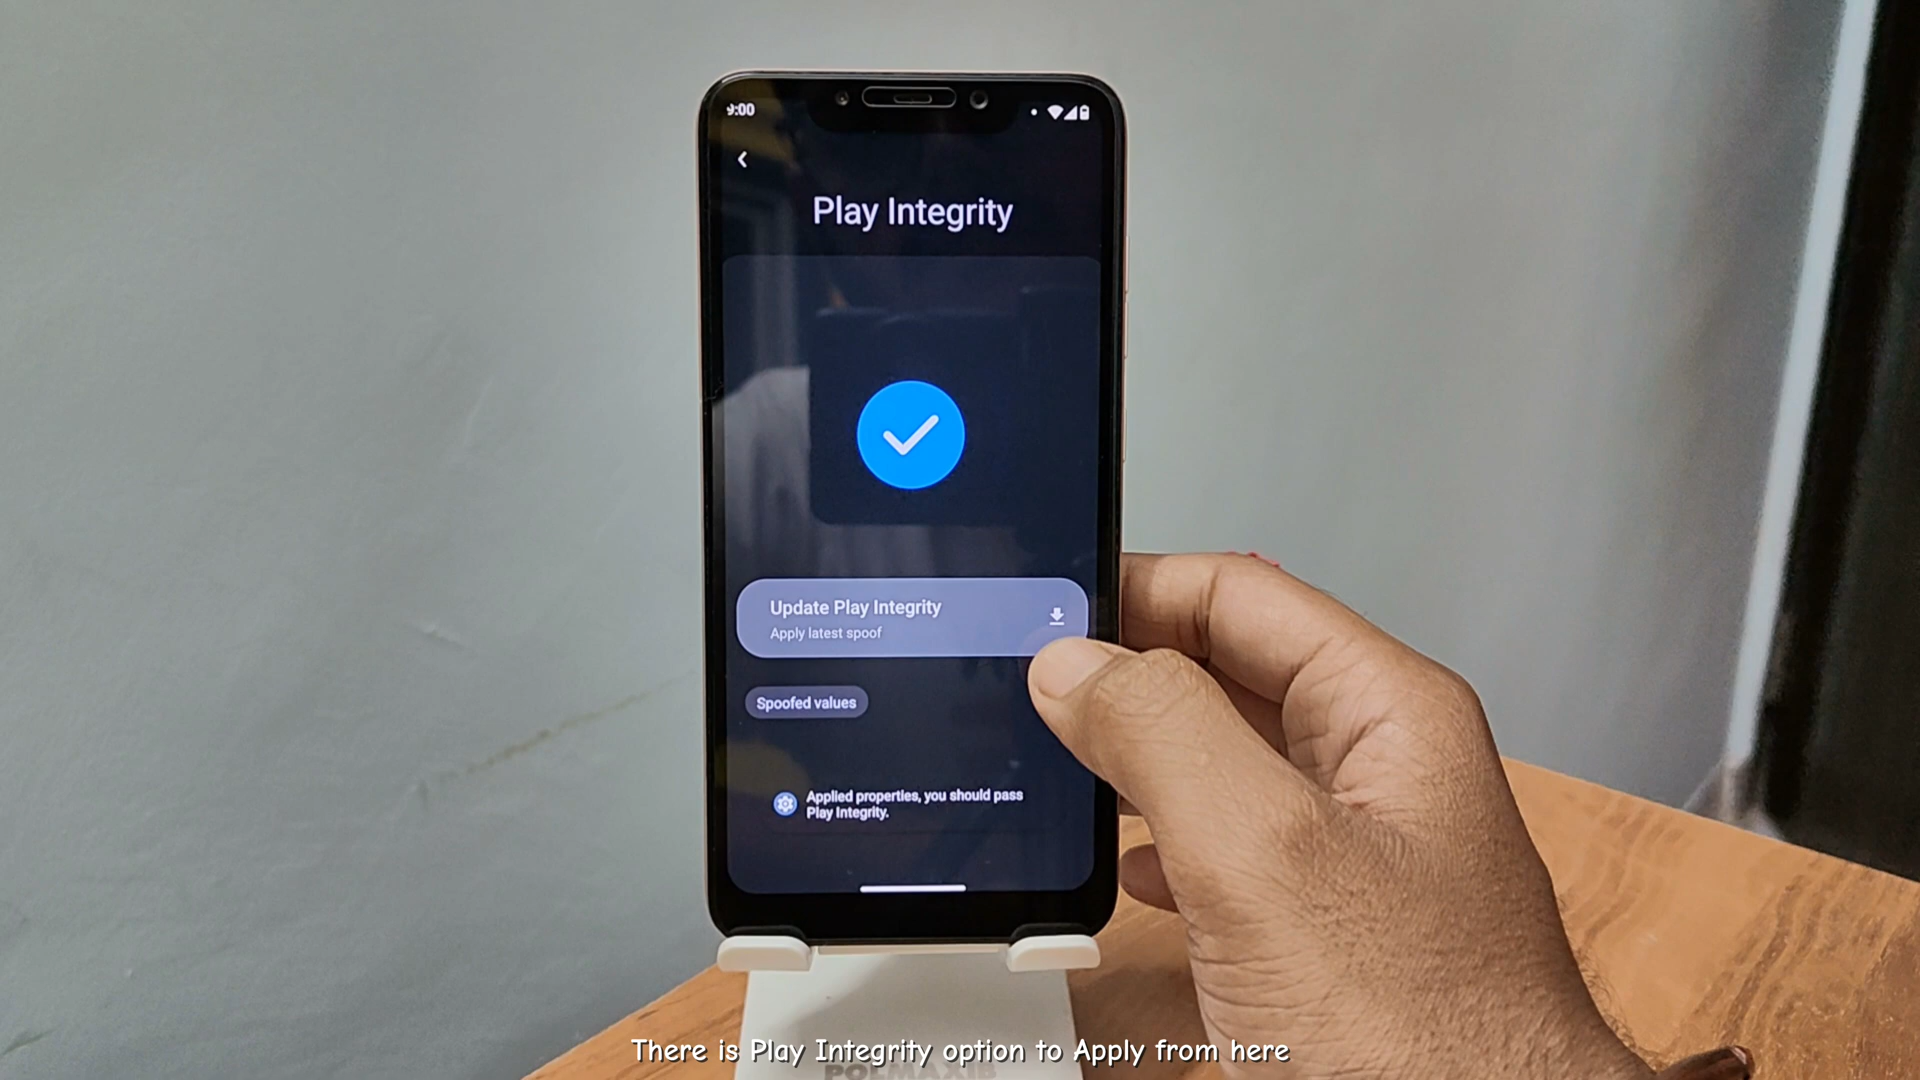 9:00
Play Integrity
Update Play Integrity
Apply latest spoof
Spoofed values
Applied properties, you should pass
Play Integrity.
There is Play Integrity option to Apply from here